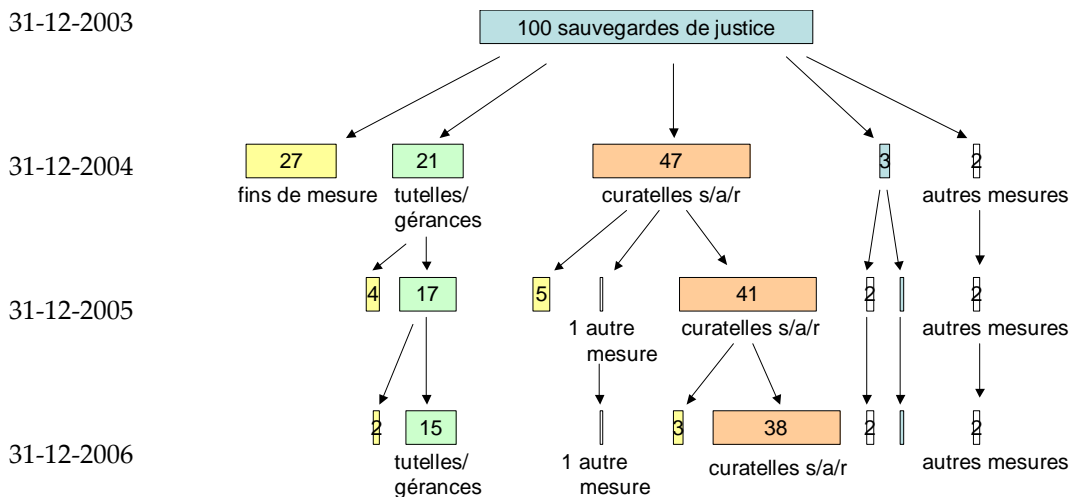 31-12-2003
100 sauvegardes de justice
31-12-2004
27
21
47
3
2
fins de mesure
tutelles/
gérances
curatelles s/a/r
autres mesures
31-12-2005
4
17
5
41
2
2
1 autre
mesure
curatelles s/a/r
autres mesures
31-12-2006
2
15
3
38
2
2
tutelles/
gérances
1 autre
mesure
curatelles s/a/r
autres mesures